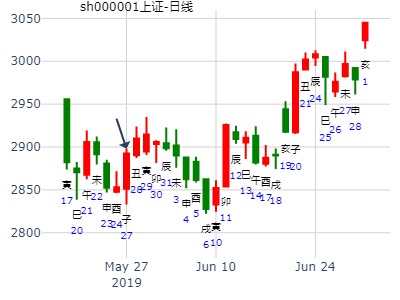 sh000001上证-日线
3050
3000
2950
2900
2850
2800
寅
17
巳
20
午
21
未
22
申
23
酉
24
子
27
丑
28
寅
29
卯
30
辰
31
未
3
申
4
酉
5
戌
6
寅
10
卯
11
辰
12
巳
13
午
14
酉
17
戌
18
亥
19
子
20
丑
21
辰
24
巳
25
午
26
未
27
申
28
亥
1
May 27
2019
Jun 10
Jun 24